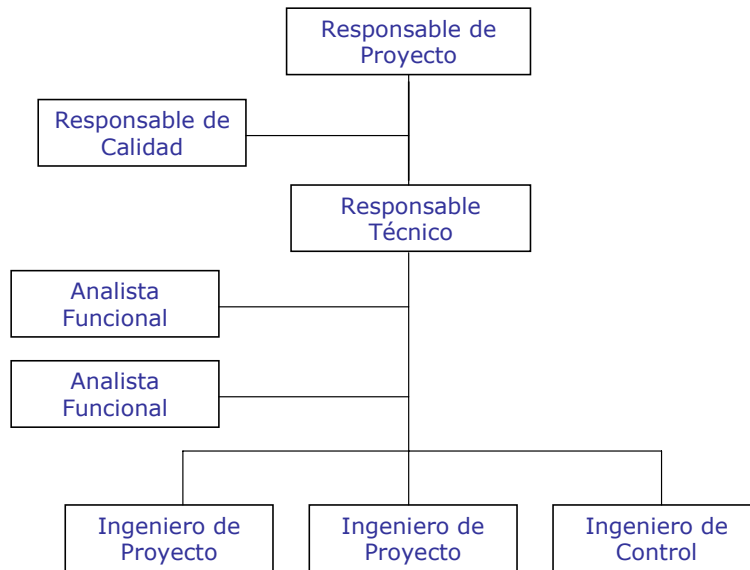 Responsable de
Proyecto
Responsable de
Calidad
Responsable
Técnico
Analista
Funcional
Analista
Funcional
Ingeniero de
Proyecto
Ingeniero de
Proyecto
Ingeniero de
Control